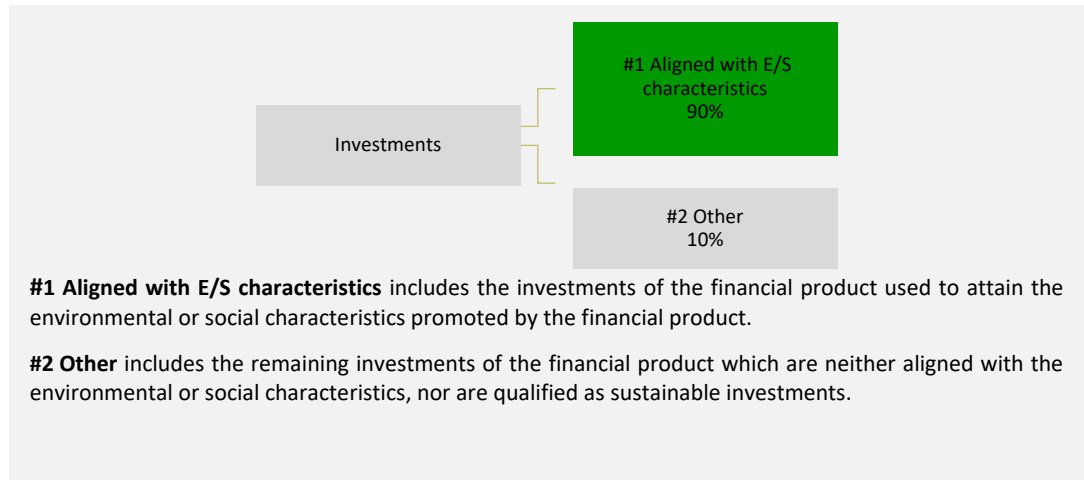 #1 Aligned with E/S
characteristics
90%
Investments
#2 Other
10%
#1 Aligned with E/S characteristics includes the investments of the financial product used to attain the
environmental or social characteristics promoted by the financial product.
#2 Other includes the remaining investments of the financial product which are neither aligned with the
environmental or social characteristics, nor are qualified as sustainable investments.